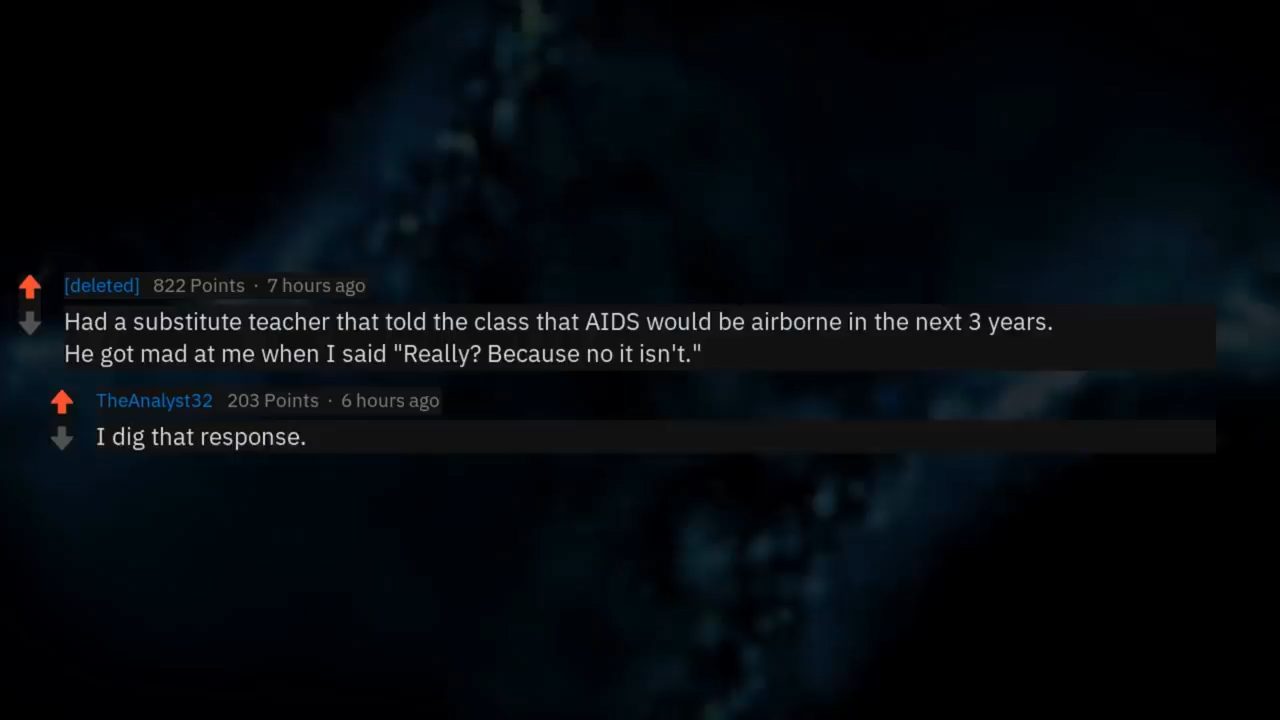 [deleted] 822 Points · 7 hours ago
Had a substitute teacher that told the class that AIDS would be airborne in the next 3 years.
He got mad at me when I said "Really? Because no it isn't."
TheAnalyst32 203 Points · 6 hours ago
I dig that response.